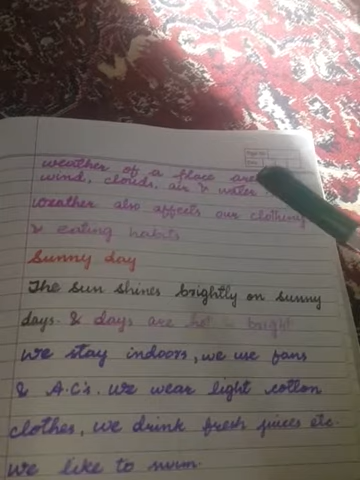 weather of a place are
wind, clouds, air & water
weather also affects our clothing
& eating habits
Sunny day
The sun shines brightly on sunny
days. & days are hot & bright
we stay indoors, we use fans
& A.C's. we wear light cotton
clothes, we drink fresh juices etc.
we like to swim.